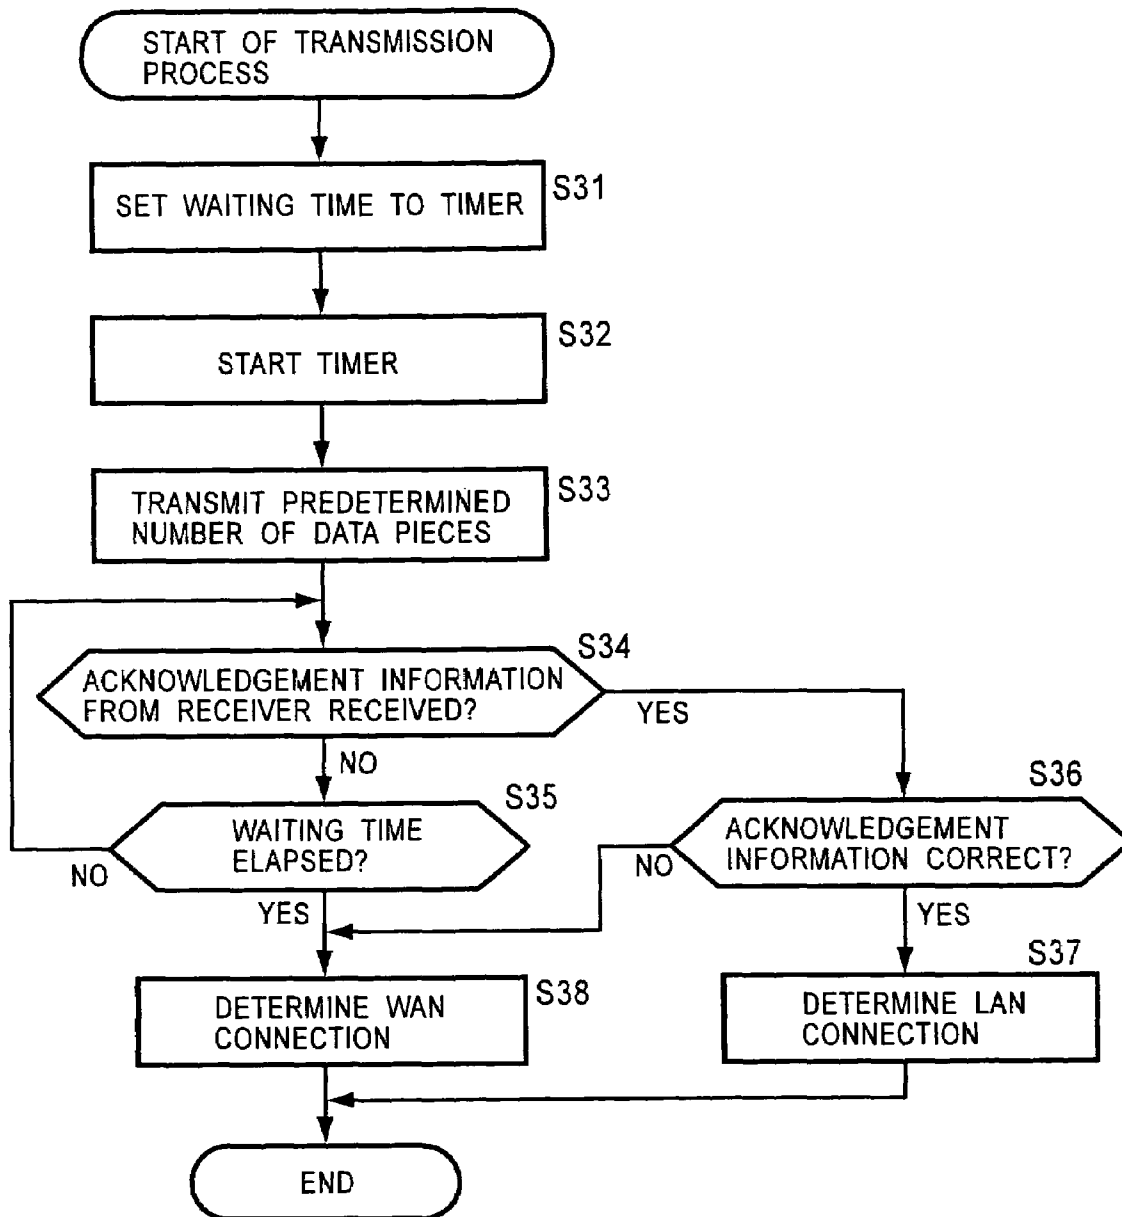 START OF TRANSMISSION
PROCESS
SET WAITING TIME TO TIMER
S31
START TIMER
S32
TRANSMIT PREDETERMINED
NUMBER OF DATA PIECES
S33
ACKNOWLEDGEMENT INFORMATION
FROM RECEIVER RECEIVED?
S34
YES
NO
WAITING TIME
ELAPSED?
S35
NO
YES
ACKNOWLEDGEMENT
INFORMATION CORRECT?
S36
NO
YES
DETERMINE WAN
CONNECTION
S38
DETERMINE LAN
CONNECTION
S37
END